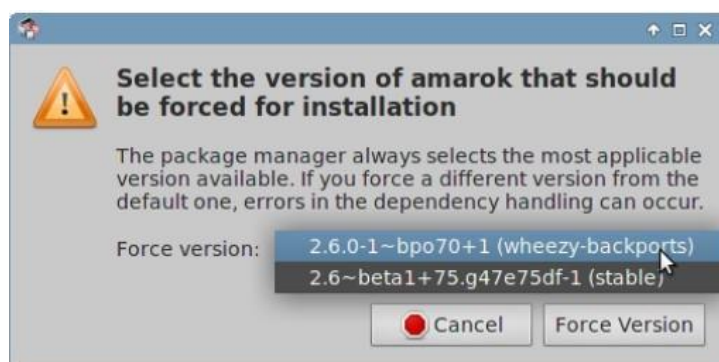 Select the version of amarok that should
be forced for installation
The package manager always selects the most applicable
version available. If you force a different version from the
default one, errors in the dependency handling can occur.
Force version: 2.6.0-1~bpo70+1 (wheezy-backports)
2.6~beta1+75.g47e75df-1 (stable)
Cancel Force Version